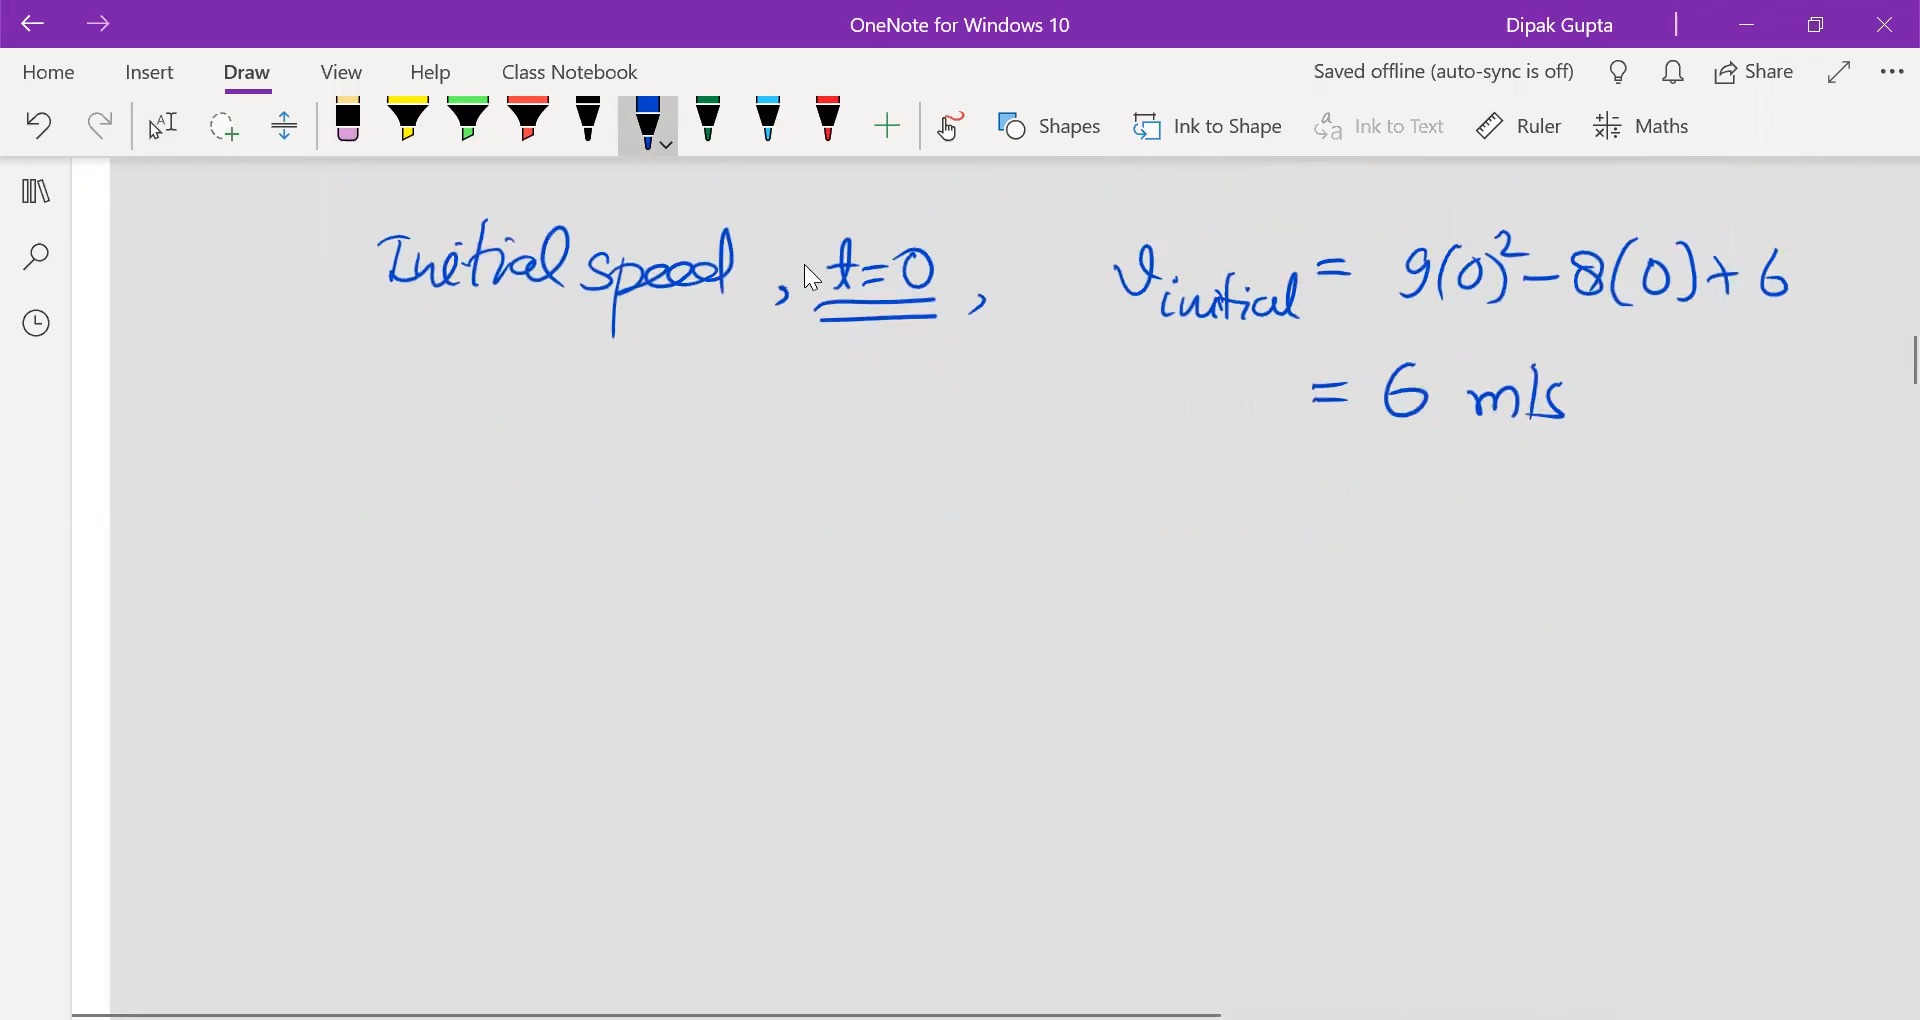 OneNote for Windows 10 Dipak Gupta
Home Insert Draw View Help Class Notebook Saved offline (auto-sync is off) Share
Shapes Ink to Shape Ink to Text Ruler Maths
Initial speed , t=0 , v initial = 9(0)² − 8(0) + 6
= 6 m/s